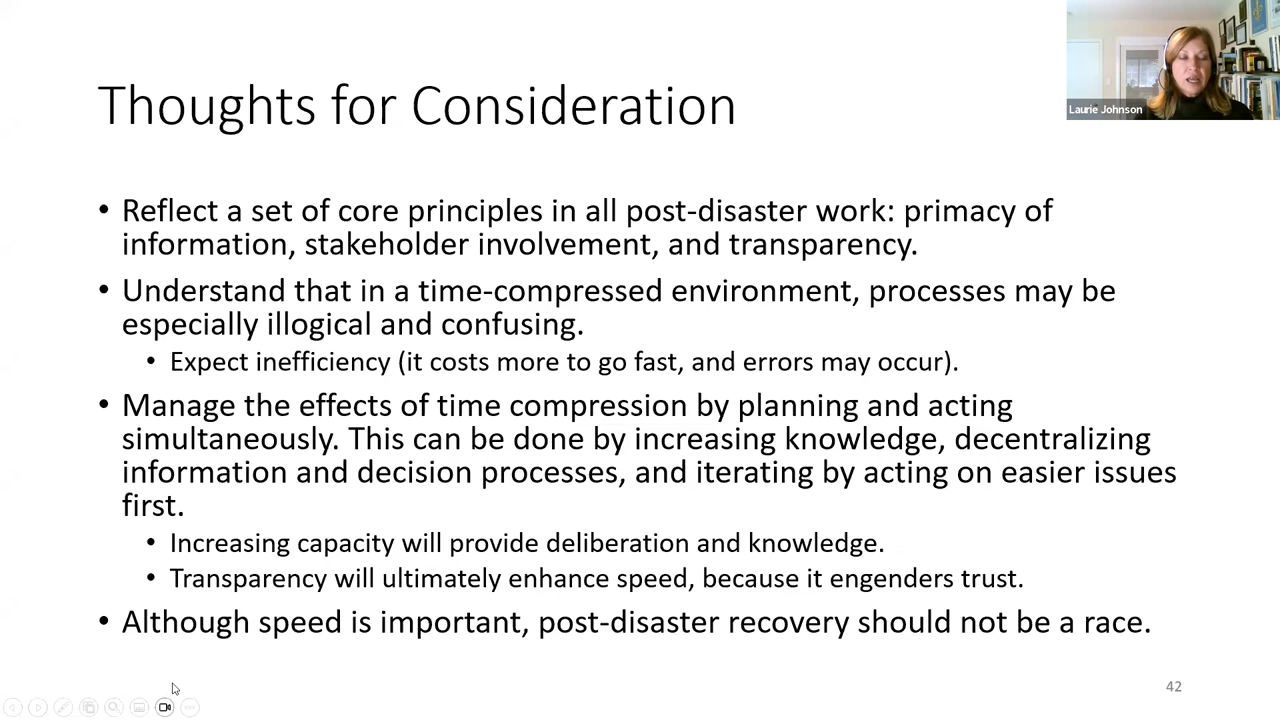 Laurie Johnson
Thoughts for Consideration
• Reflect a set of core principles in all post-disaster work: primacy of
information, stakeholder involvement, and transparency.
• Understand that in a time-compressed environment, processes may be
especially illogical and confusing.
• Expect inefficiency (it costs more to go fast, and errors may occur).
• Manage the effects of time compression by planning and acting
simultaneously. This can be done by increasing knowledge, decentralizing
information and decision processes, and iterating by acting on easier issues
first.
• Increasing capacity will provide deliberation and knowledge.
• Transparency will ultimately enhance speed, because it engenders trust.
• Although speed is important, post-disaster recovery should not be a race.
42